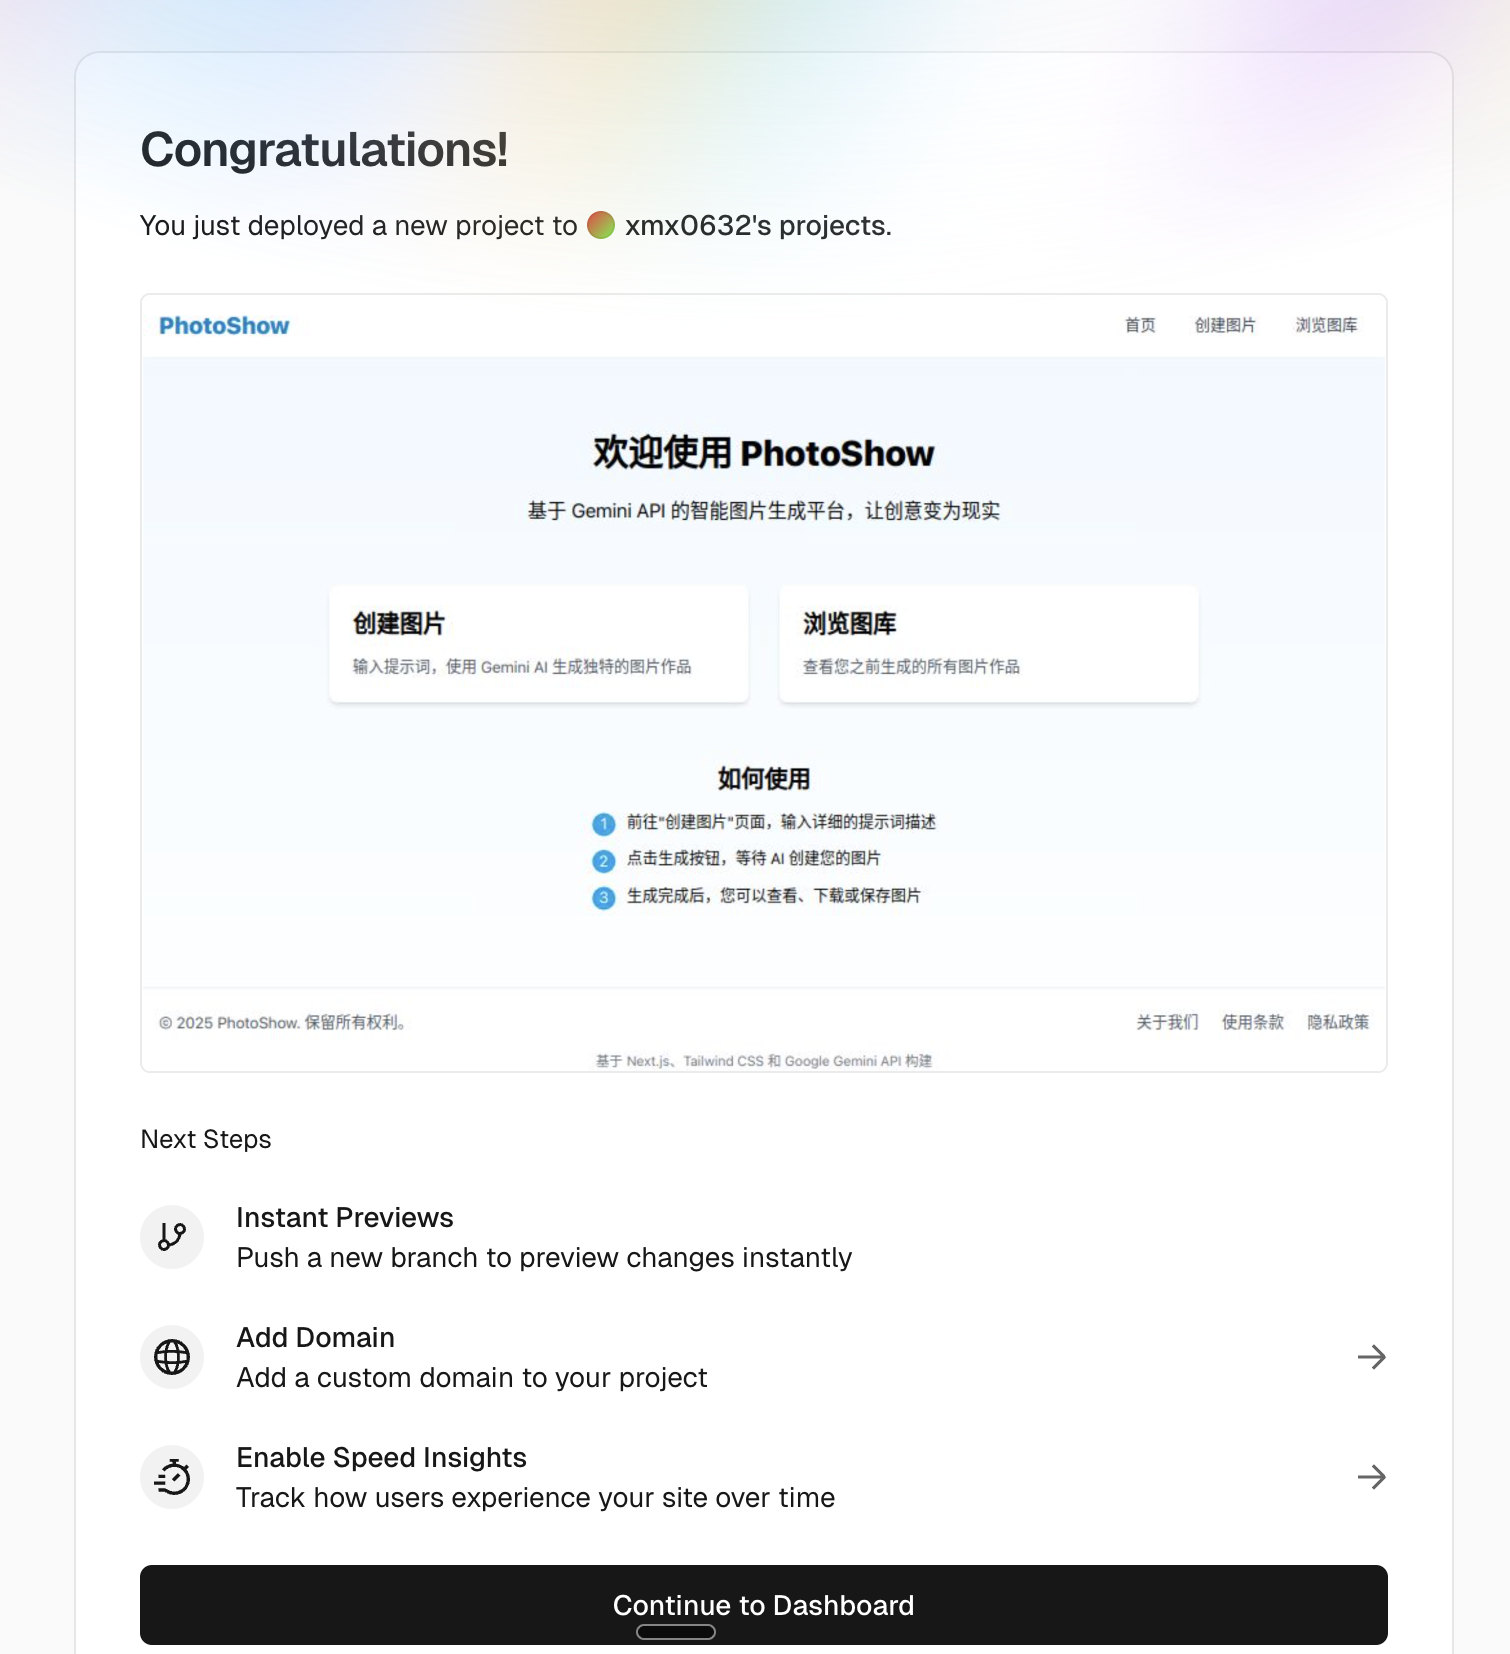 Congratulations!
You just deployed a new project to xmx0632's projects.
PhotoShow
首页 创建图片 浏览图库
欢迎使用 PhotoShow
基于 Gemini API 的智能图片生成平台，让创意变为现实
创建图片
输入提示词，使用 Gemini AI 生成独特的图片作品
浏览图库
查看您之前生成的所有图片作品
如何使用
1 前往"创建图片"页面，输入详细的提示词描述
2 点击生成按钮，等待 AI 创建您的图片
3 生成完成后，您可以查看、下载或保存图片
© 2025 PhotoShow. 保留所有权利。
关于我们 使用条款 隐私政策
基于 Next.js、Tailwind CSS 和 Google Gemini API 构建
Next Steps
Instant Previews
Push a new branch to preview changes instantly
Add Domain
Add a custom domain to your project
Enable Speed Insights
Track how users experience your site over time
Continue to Dashboard